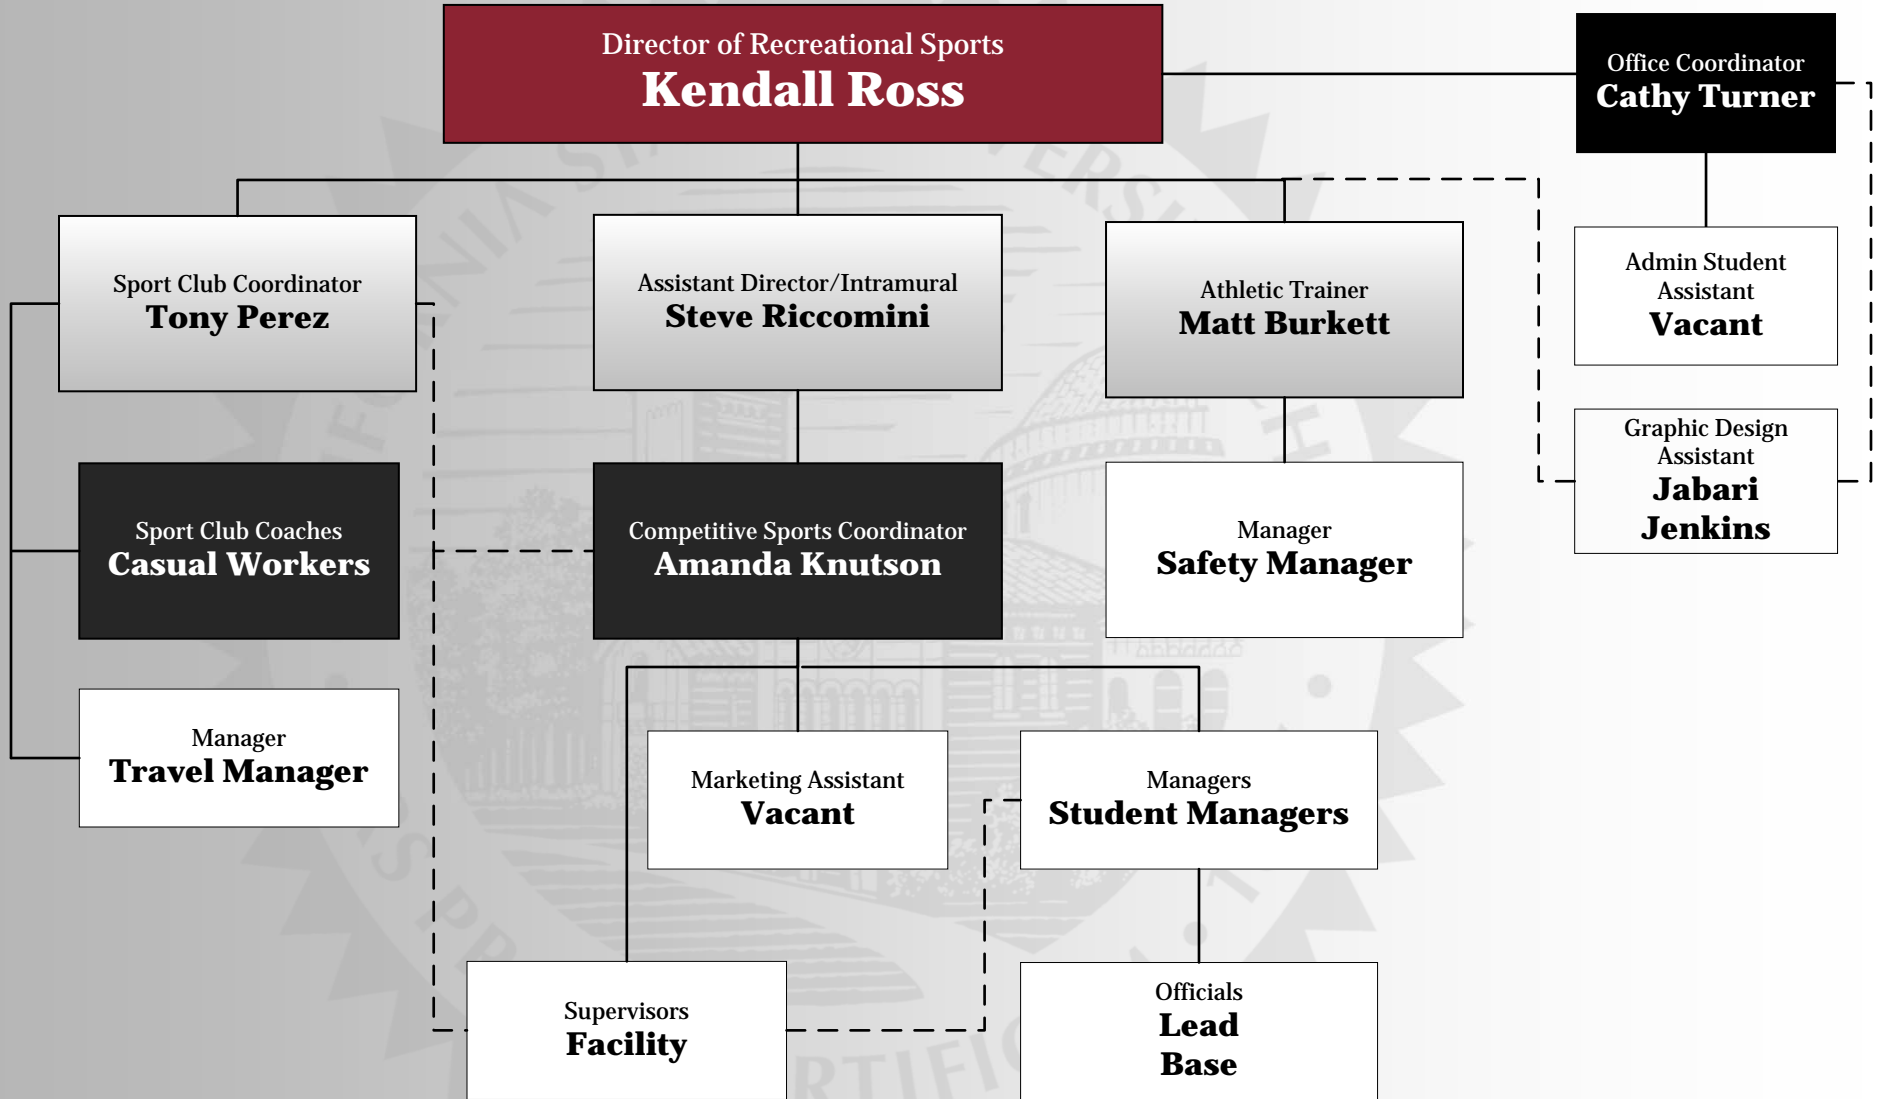 Director of Recreational Sports
Kendall Ross
Office Coordinator
Cathy Turner
Sport Club Coordinator
Tony Perez
Assistant Director/Intramural
Steve Riccomini
Athletic Trainer
Matt Burkett
Admin Student
Assistant
Vacant
Graphic Design
Assistant
Jabari
Jenkins
Sport Club Coaches
Casual Workers
Competitive Sports Coordinator
Amanda Knutson
Manager
Safety Manager
Manager
Travel Manager
Marketing Assistant
Vacant
Managers
Student Managers
Supervisors
Facility
Officials
Lead
Base